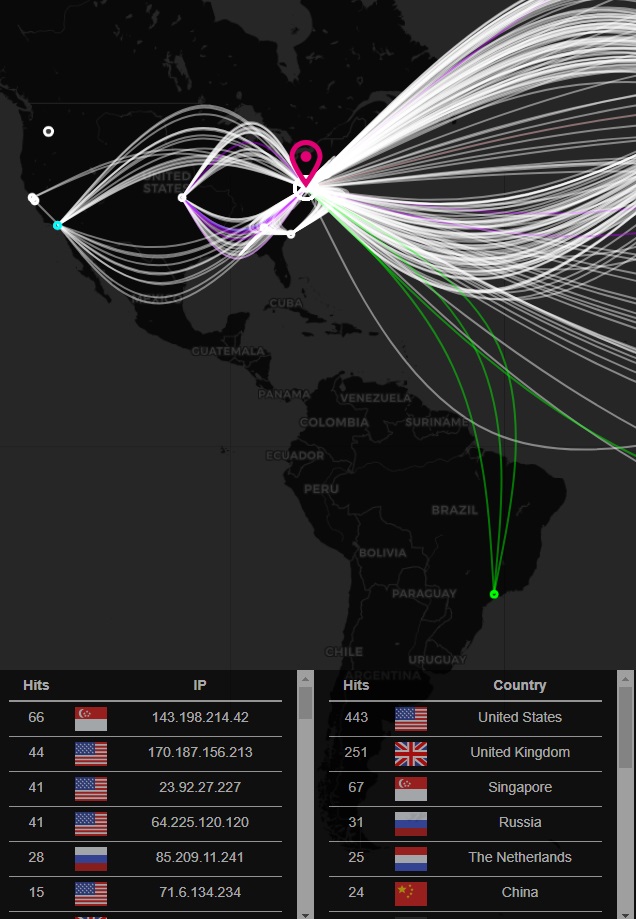 UNITED
STATES
MEXICO
CUBA
GUATEMALA
PANAMA
VENEZUELA
COLOMBIA
SURINAME
ECUADOR
PERU
BRAZIL
BOLIVIA
PARAGUAY
CHILE
URUGUAY
ARGENTINA
Hits IP
66 143.198.214.42
44 170.187.156.213
41 23.92.27.227
41 64.225.120.120
28 85.209.11.241
15 71.6.134.234
Hits Country
443 United States
251 United Kingdom
67 Singapore
31 Russia
25 The Netherlands
24 China